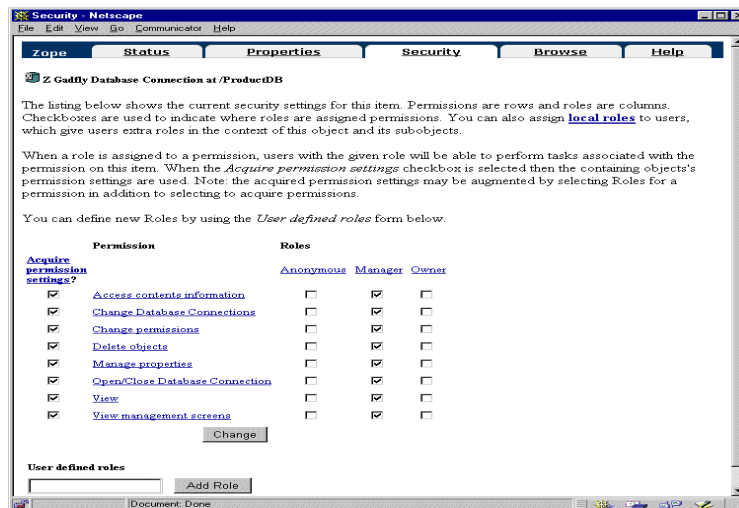 Security - Netscape
File Edit View Go Communicator Help
Zope Status Properties Security Browse Help
Z Gadfly Database Connection at /ProductDB
The listing below shows the current security settings for this item. Permissions are rows and roles are columns.
Checkboxes are used to indicate where roles are assigned permissions. You can also assign local roles to users,
which give users extra roles in the context of this object and its subobjects.
When a role is assigned to a permission, users with the given role will be able to perform tasks associated with the
permission on this item. When the Acquire permission settings checkbox is selected then the containing objects's
permission settings are used. Note: the acquired permission settings may be augmented by selecting Roles for a
permission in addition to selecting to acquire permissions.
You can define new Roles by using the User defined roles form below.
Permission Roles
Acquire
permission
settings?
Anonymous Manager Owner
Access contents information
Change Database Connections
Change permissions
Delete objects
Manage properties
Open/Close Database Connection
View
View management screens
Change
User defined roles
Add Role
Document: Done